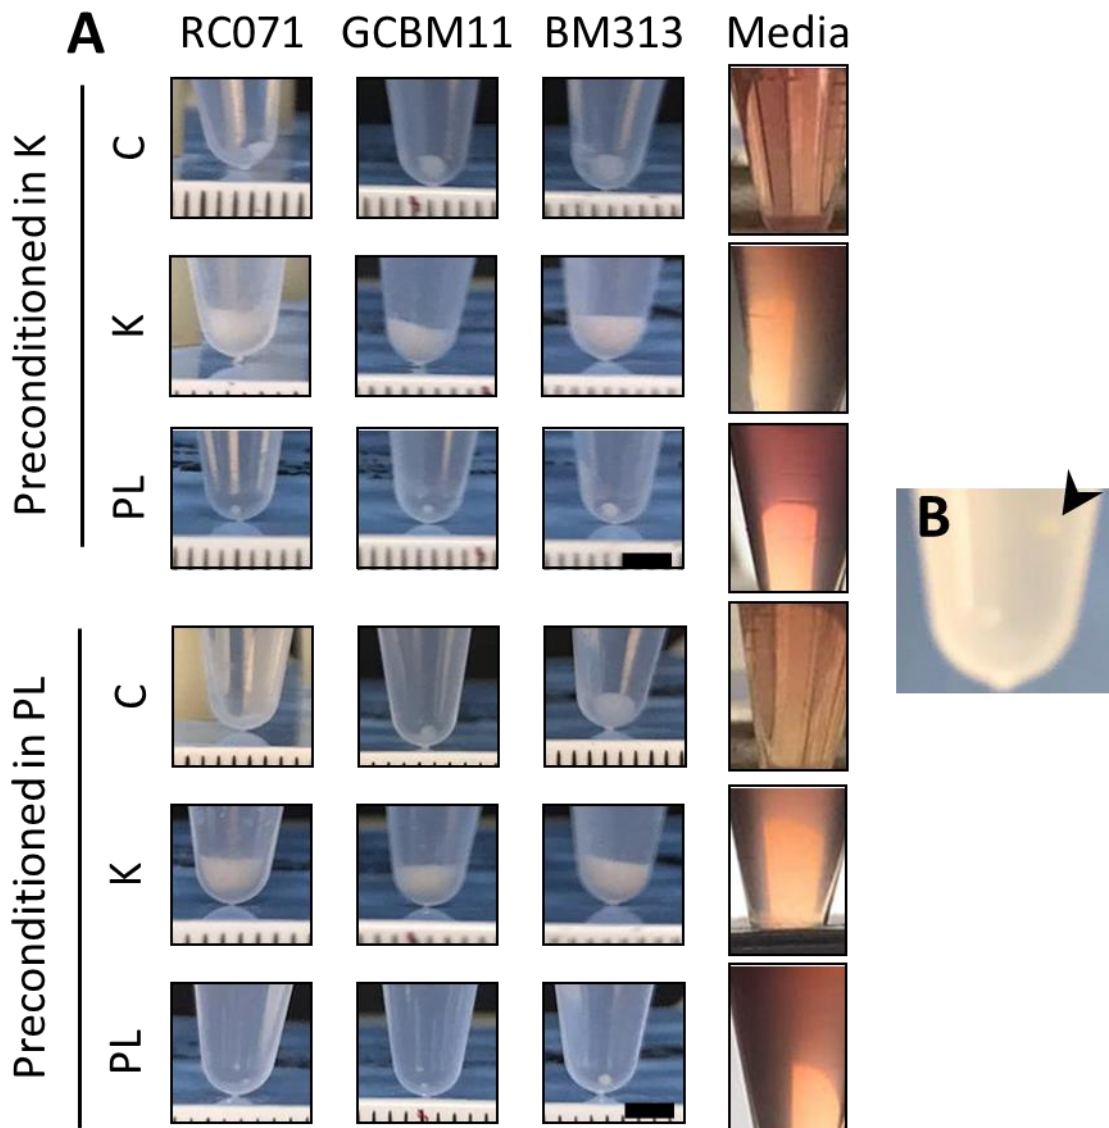 A
RC071 GCBM11 BM313 Media
Preconditioned in K
C
K
PL
B
Preconditioned in PL
C
K
PL